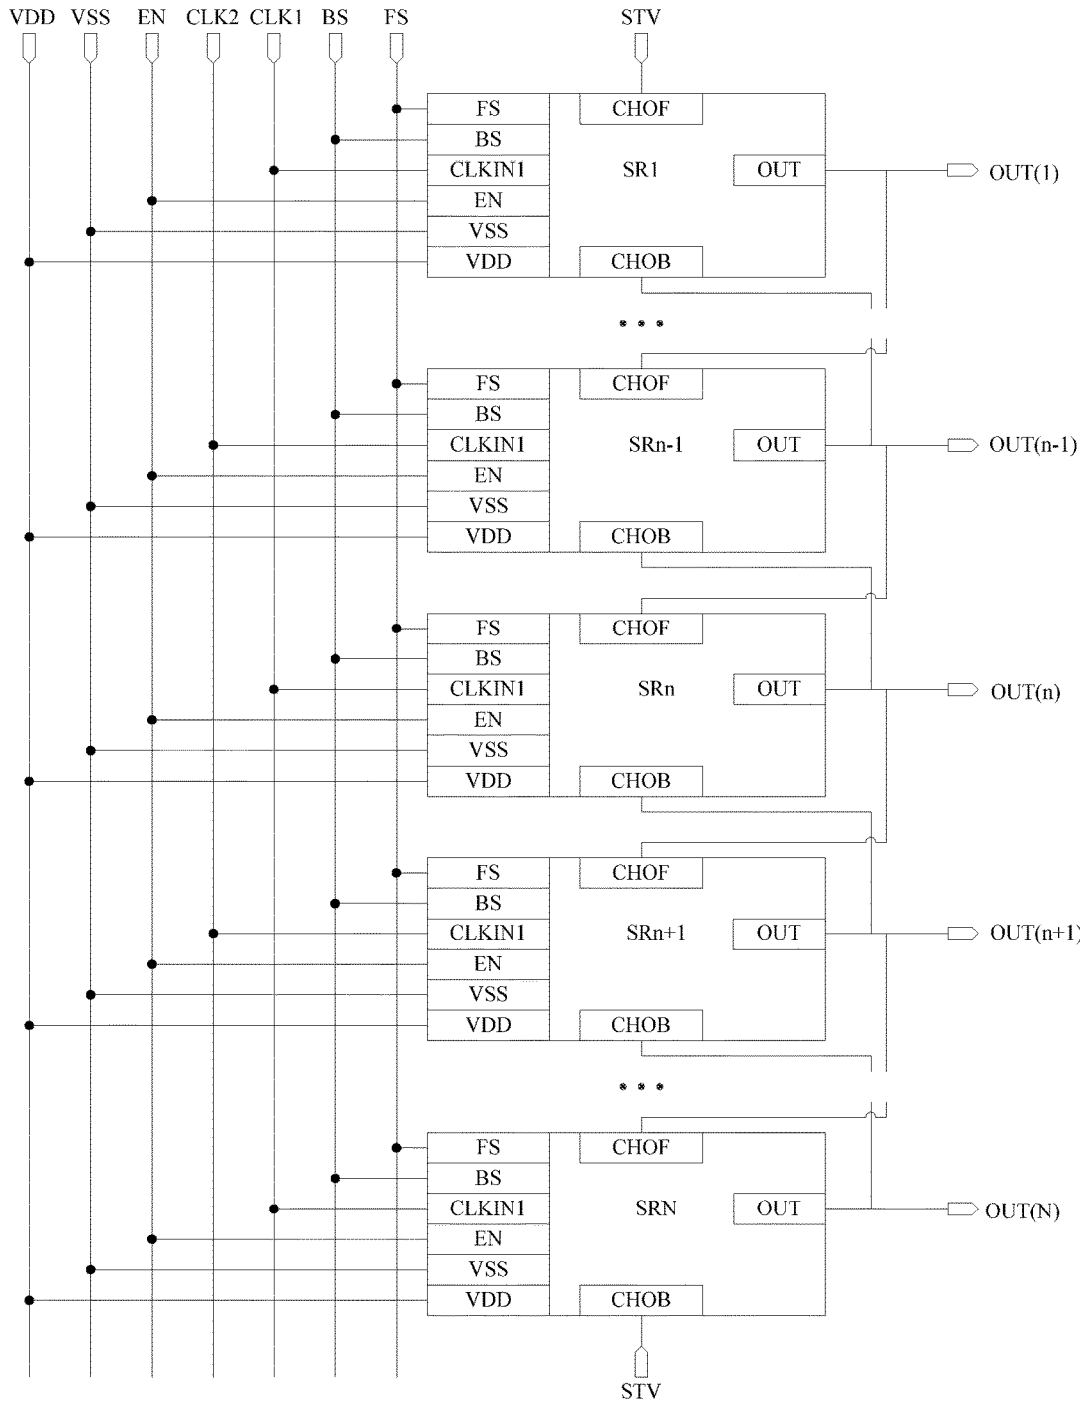 VDD VSS EN CLK2 CLK1 BS FS STV
FS CHOF
BS
CLKIN1 SR1 OUT OUT(1)
EN
VSS
VDD CHOB
FS CHOF
BS
CLKIN1 SRn-1 OUT OUT(n-1)
EN
VSS
VDD CHOB
FS CHOF
BS
CLKIN1 SRn OUT OUT(n)
EN
VSS
VDD CHOB
FS CHOF
BS
CLKIN1 SRn+1 OUT OUT(n+1)
EN
VSS
VDD CHOB
FS CHOF
BS
CLKIN1 SRN OUT OUT(N)
EN
VSS
VDD CHOB
STV